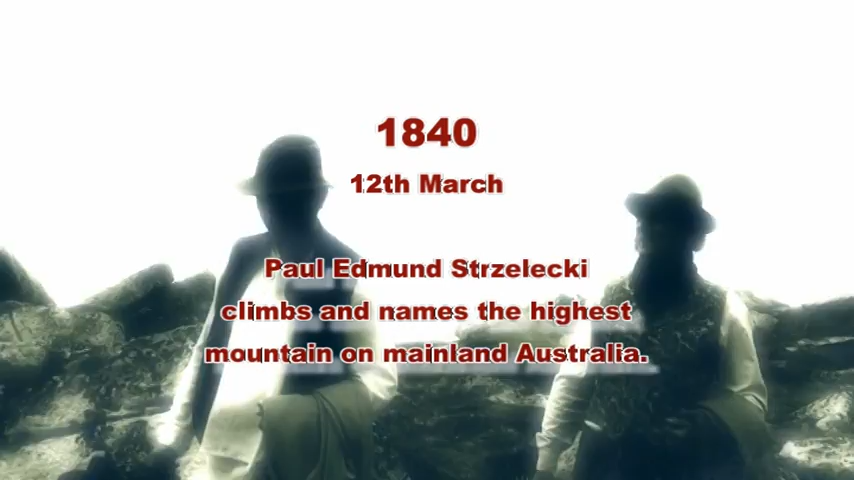 1840
12th March
Paul Edmund Strzelecki
climbs and names the highest
mountain on mainland Australia.